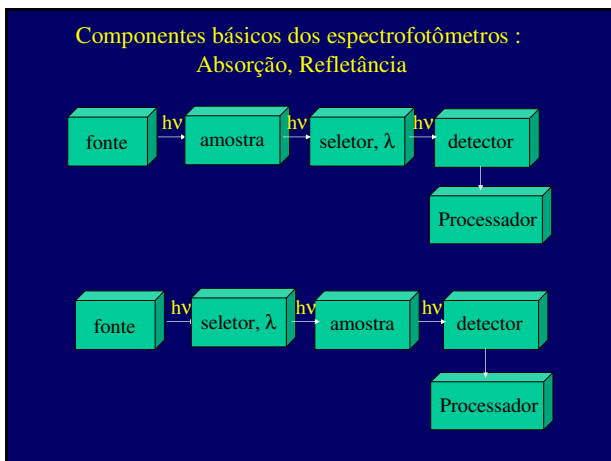 Componentes básicos dos espectrofotômetros :
Absorção, Refletância
hν hν hν
fonte amostra seletor, λ detector
Processador
hν hν hν
fonte seletor, λ amostra detector
Processador